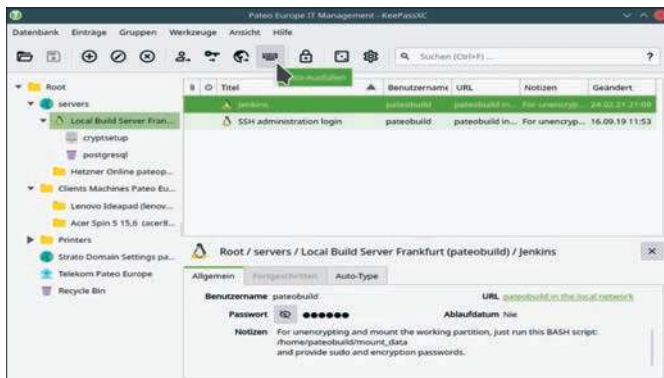 Pateo Europe IT Management - KeePassXC
Datenbank Einträge Gruppen Werkzeuge Ansicht Hilfe
Suchen (Ctrl+F)... ?
Root
servers
Local Build Server Fran...
cryptsetup
postgresql
Hetzner Online pateop...
Clients Machines Pateo Eu...
Lenovo Ideapad (lenov...
Acer Spin 5 15,6 (acer8...
Printers
Strato Domain Settings pa...
Telekom Pateo Europe
Recycle Bin
Titel Benutzername URL Notizen Geändert
Jenkins pateobuild pateobuild in... For unencryp... 24.02.21 21:09
SSH administration login pateobuild pateobuild in... For unencryp... 16.09.19 11:53
Root / servers / Local Build Server Frankfurt (pateobuild) / Jenkins
Allgemein Fortgeschritten Auto-Type
Benutzername pateobuild URL pateobuild in the local network
Passwort ●●●●●● Ablaufdatum Nie
Notizen For unencrypting and mount the working partition, just run this BASH script:
/home/pateobuild/mount_data
and provide sudo and encryption passwords.